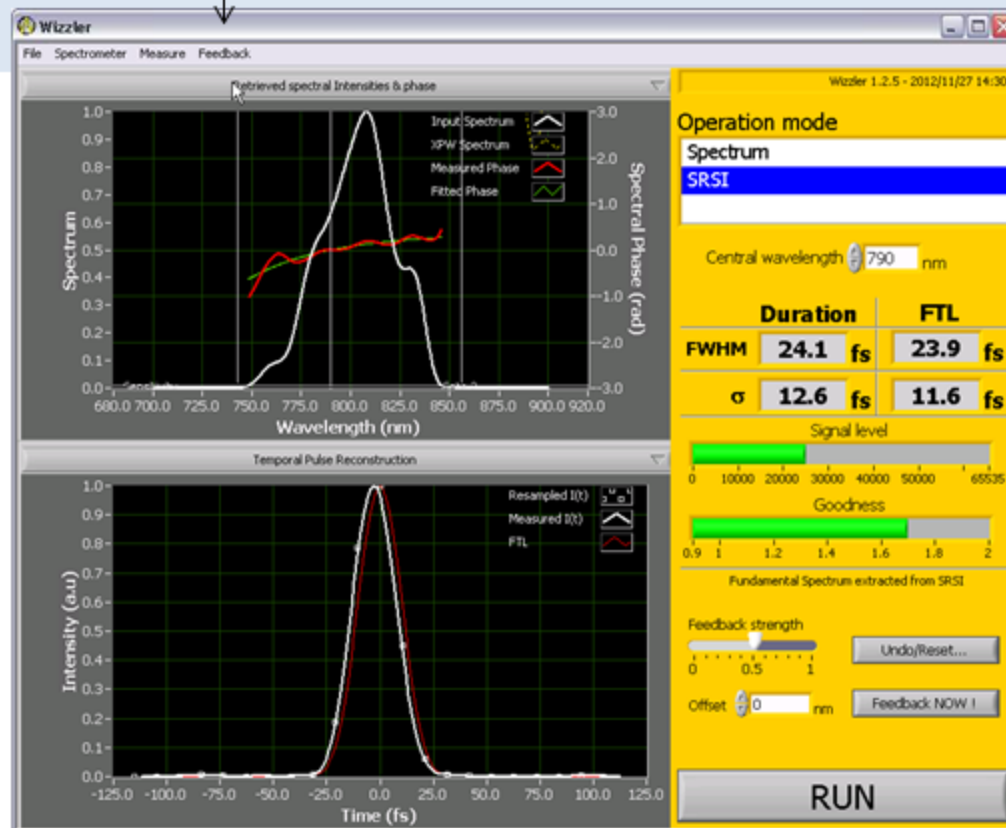 Wizzler
File Spectrometer Measure Feedback
Retrieved spectral Intensities & phase
Input Spectrum
XPW Spectrum
Measured Phase
Fitted Phase
1.0
0.9
0.8
0.7
0.6
0.5
0.4
0.3
0.2
0.1
0.0
Spectrum
3.0
2.0
1.0
0.0
-1.0
-2.0
-3.0
Spectral Phase (rad)
680.0 700.0 725.0 750.0 775.0 800.0 825.0 850.0 875.0 900.0 920.0
Wavelength (nm)
Temporal Pulse Reconstruction
Resampled I(t)
Measured I(t)
FTL
1.0
0.9
0.8
0.7
0.6
0.5
0.4
0.3
0.2
0.1
0.0
Intensity (a.u)
-125.0 -100.0 -75.0 -50.0 -25.0 0.0 25.0 50.0 75.0 100.0 125.0
Time (fs)
Wizzler 1.2.5 - 2012/11/27 14:30
Operation mode
Spectrum
SRSI
Central wavelength 790 nm
Duration FTL
FWHM 24.1 fs 23.9 fs
σ 12.6 fs 11.6 fs
Signal level
0 10000 20000 30000 40000 50000 65535
Goodness
0.9 1 1.2 1.4 1.6 1.8 2
Fundamental Spectrum extracted from SRSI
Feedback strength
0 0.5 1
Undo/Reset...
Offset 0 nm
Feedback NOW !
RUN